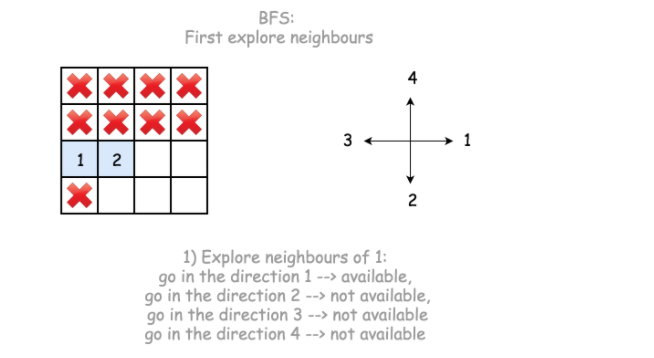 BFS:
First explore neighbours
4
3 1
1 2
2
1) Explore neighbours of 1:
go in the direction 1 --> available,
go in the direction 2 --> not available,
go in the direction 3 --> not available
go in the direction 4 --> not available